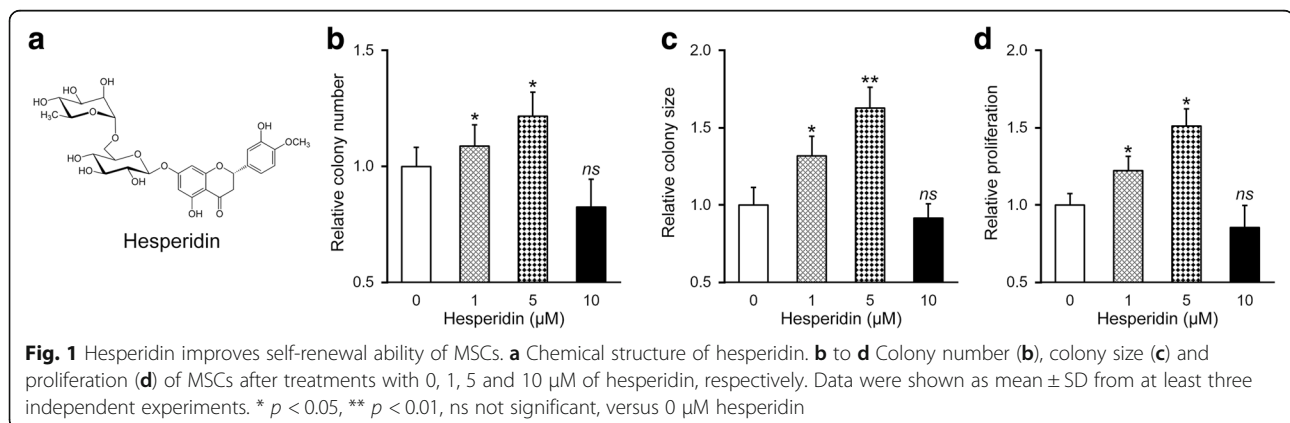 a
b
c
d
OH
HO
OH
HO
H₃C
O
O
O
OH
HO
HO
OH
O
O
O
OH
O
OH
OCH₃
Hesperidin
Relative colony number
1.5
1.0
0.5
*
*
ns
0 1 5 10
Hesperidin (µM)
Relative colony size
2.0
1.5
1.0
0.5
*
**
ns
0 1 5 10
Hesperidin (µM)
Relative proliferation
2.0
1.5
1.0
0.5
*
*
ns
0 1 5 10
Hesperidin (µM)
Fig. 1 Hesperidin improves self-renewal ability of MSCs. a Chemical structure of hesperidin. b to d Colony number (b), colony size (c) and
proliferation (d) of MSCs after treatments with 0, 1, 5 and 10 µM of hesperidin, respectively. Data were shown as mean ± SD from at least three
independent experiments. * p < 0.05, ** p < 0.01, ns not significant, versus 0 µM hesperidin